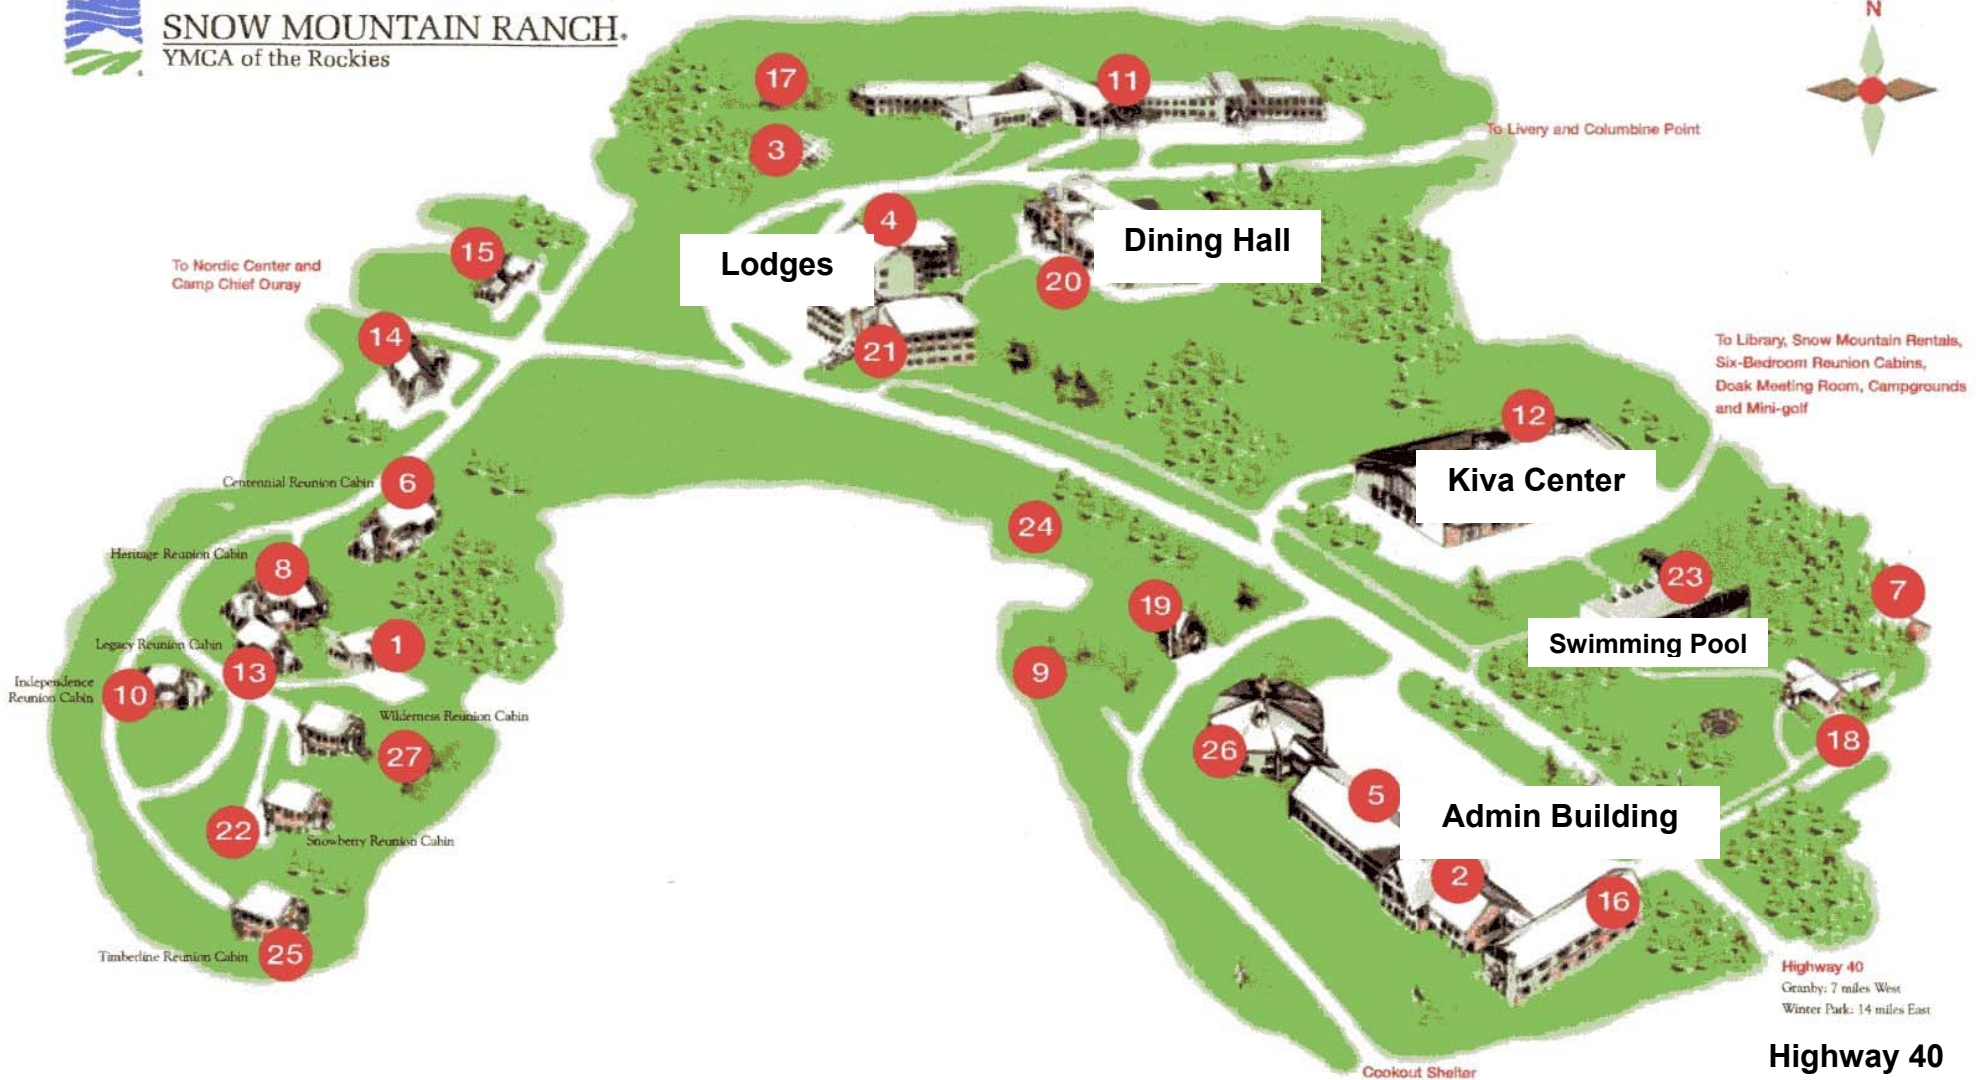 SNOW MOUNTAIN RANCH.
YMCA of the Rockies
N
17
11
3
To Livery and Columbine Point
4
Lodges
Dining Hall
15
20
To Nordic Center and
Camp Chief Ouray
14
21
To Library, Snow Mountain Rentals,
Six-Bedroom Reunion Cabins,
Doak Meeting Room, Campgrounds
and Mini-golf
12
Kiva Center
Centennial Reunion Cabin
6
24
Heritage Reunion Cabin
8
23
7
19
Swimming Pool
Legacy Reunion Cabin
1
13
9
Independence
Reunion Cabin
10
Wilderness Reunion Cabin
27
26
18
5
Admin Building
22
Snowberry Reunion Cabin
2
16
Timberline Reunion Cabin
25
Highway 40
Granby: 7 miles West
Winter Park: 14 miles East
Highway 40
Cookout Shelter